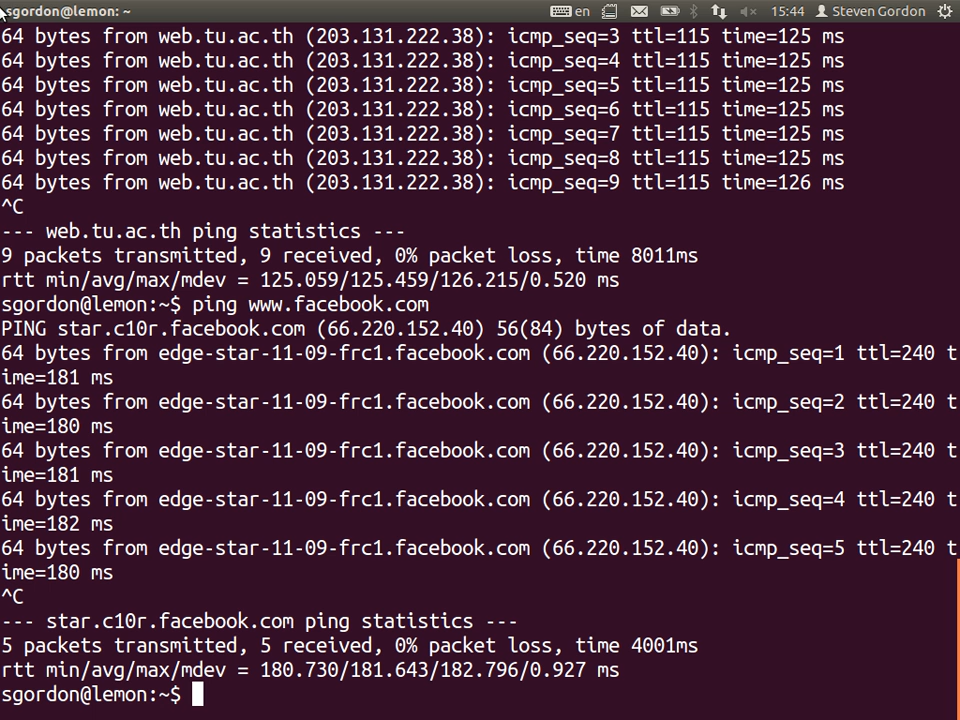 sgordon@lemon: ~ en 15:44 Steven Gordon
64 bytes from web.tu.ac.th (203.131.222.38): icmp_seq=3 ttl=115 time=125 ms
64 bytes from web.tu.ac.th (203.131.222.38): icmp_seq=4 ttl=115 time=125 ms
64 bytes from web.tu.ac.th (203.131.222.38): icmp_seq=5 ttl=115 time=125 ms
64 bytes from web.tu.ac.th (203.131.222.38): icmp_seq=6 ttl=115 time=125 ms
64 bytes from web.tu.ac.th (203.131.222.38): icmp_seq=7 ttl=115 time=125 ms
64 bytes from web.tu.ac.th (203.131.222.38): icmp_seq=8 ttl=115 time=125 ms
64 bytes from web.tu.ac.th (203.131.222.38): icmp_seq=9 ttl=115 time=126 ms
^C
--- web.tu.ac.th ping statistics ---
9 packets transmitted, 9 received, 0% packet loss, time 8011ms
rtt min/avg/max/mdev = 125.059/125.459/126.215/0.520 ms
sgordon@lemon:~$ ping www.facebook.com
PING star.c10r.facebook.com (66.220.152.40) 56(84) bytes of data.
64 bytes from edge-star-11-09-frc1.facebook.com (66.220.152.40): icmp_seq=1 ttl=240 t
ime=181 ms
64 bytes from edge-star-11-09-frc1.facebook.com (66.220.152.40): icmp_seq=2 ttl=240 t
ime=180 ms
64 bytes from edge-star-11-09-frc1.facebook.com (66.220.152.40): icmp_seq=3 ttl=240 t
ime=181 ms
64 bytes from edge-star-11-09-frc1.facebook.com (66.220.152.40): icmp_seq=4 ttl=240 t
ime=182 ms
64 bytes from edge-star-11-09-frc1.facebook.com (66.220.152.40): icmp_seq=5 ttl=240 t
ime=180 ms
^C
--- star.c10r.facebook.com ping statistics ---
5 packets transmitted, 5 received, 0% packet loss, time 4001ms
rtt min/avg/max/mdev = 180.730/181.643/182.796/0.927 ms
sgordon@lemon:~$